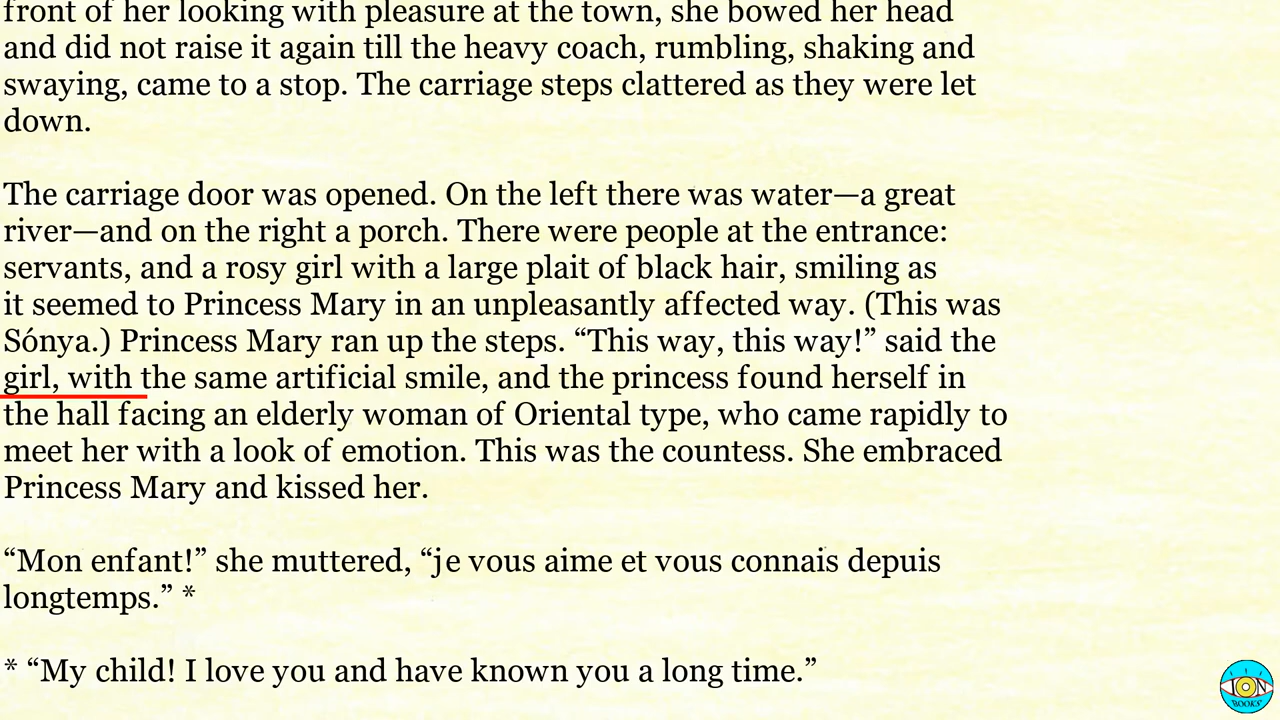 front of her looking with pleasure at the town, she bowed her head
and did not raise it again till the heavy coach, rumbling, shaking and
swaying, came to a stop. The carriage steps clattered as they were let
down.
The carriage door was opened. On the left there was water—a great
river—and on the right a porch. There were people at the entrance:
servants, and a rosy girl with a large plait of black hair, smiling as
it seemed to Princess Mary in an unpleasantly affected way. (This was
Sónya.) Princess Mary ran up the steps. “This way, this way!” said the
girl, with the same artificial smile, and the princess found herself in
the hall facing an elderly woman of Oriental type, who came rapidly to
meet her with a look of emotion. This was the countess. She embraced
Princess Mary and kissed her.
“Mon enfant!” she muttered, “je vous aime et vous connais depuis
longtemps.” *
* “My child! I love you and have known you a long time.”
ION
BOOKS